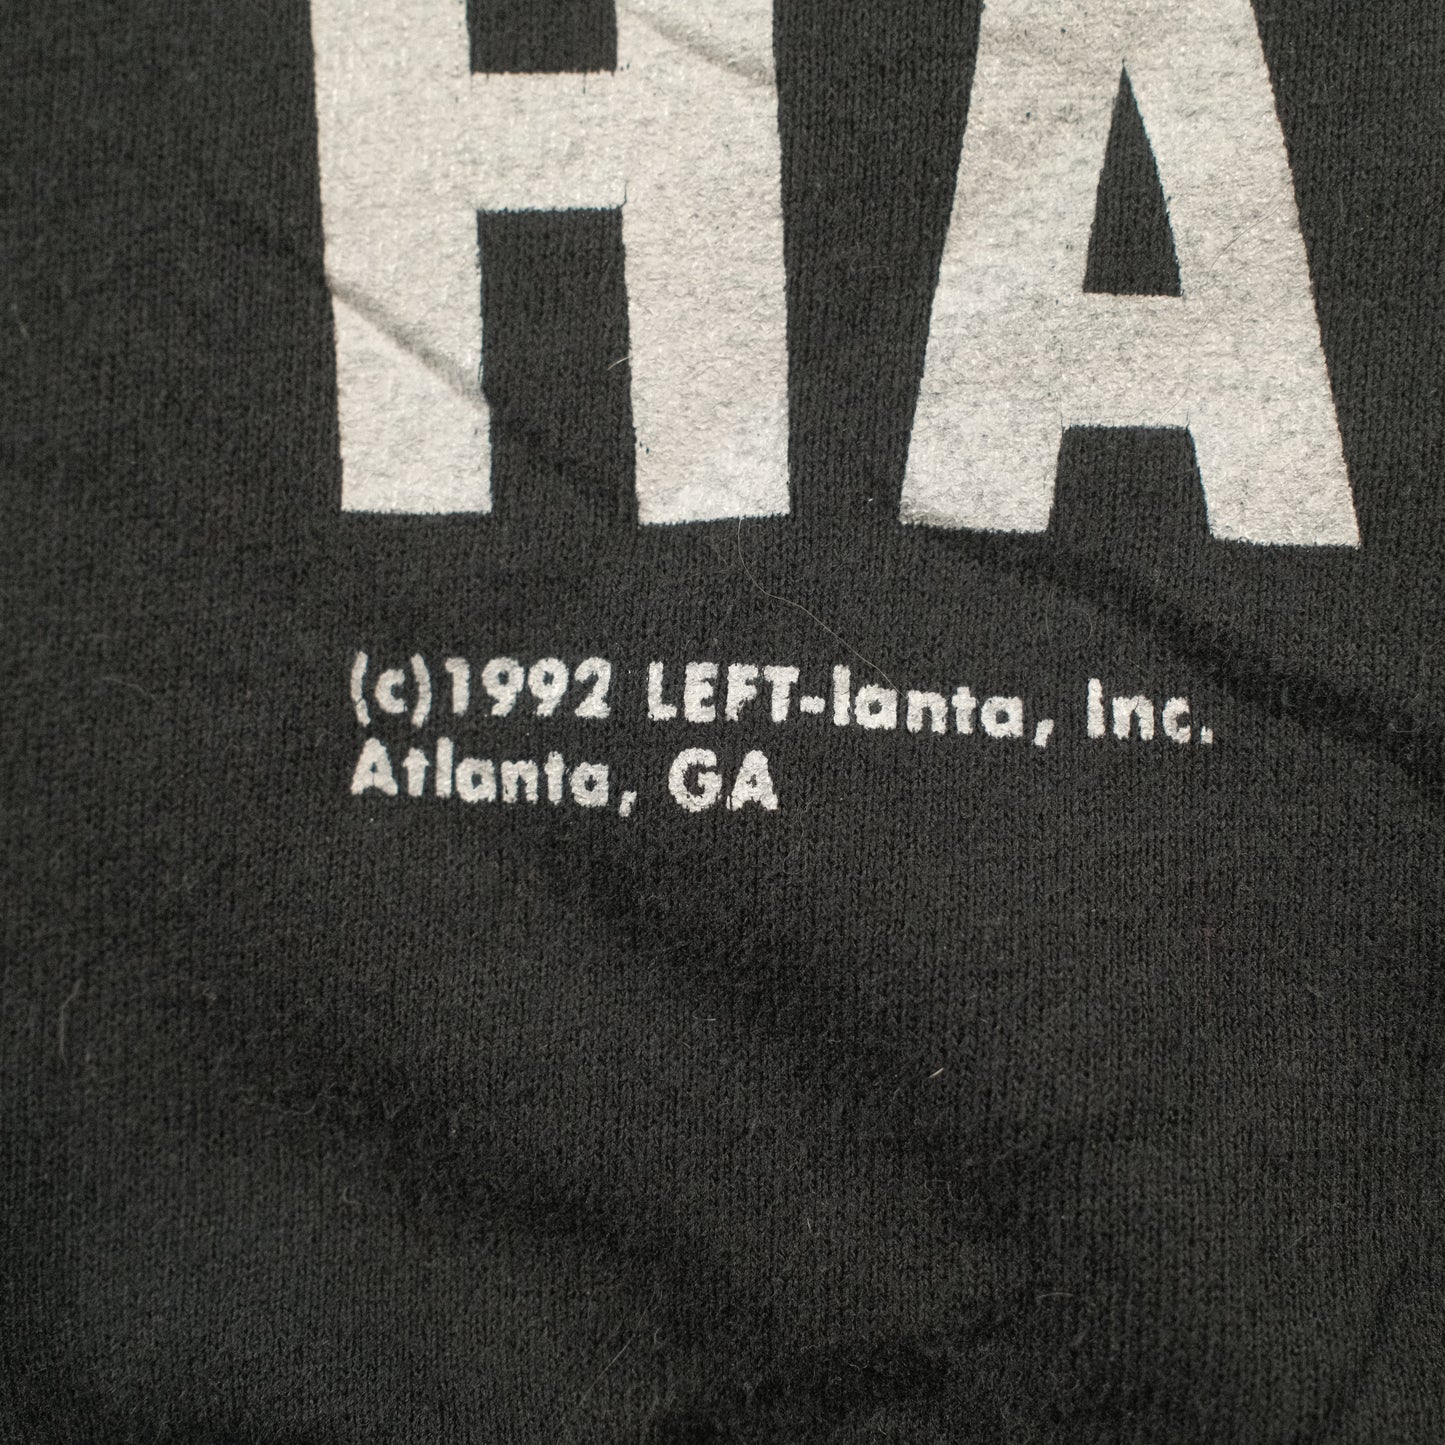 HA
(c)1992 LEFT-lanta, Inc.
Atlanta, GA